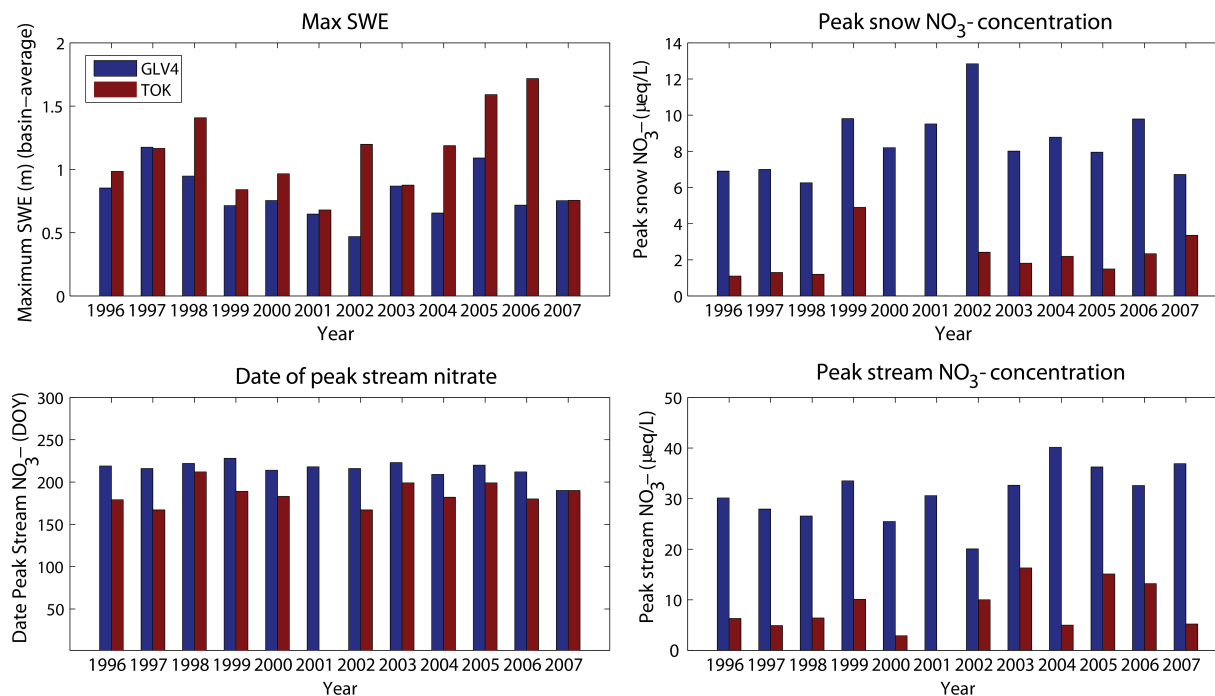 Max SWE
Maximum SWE (m) (basin-average)
2
1.5
1
0.5
0
GLV4
TOK
1996 1997 1998 1999 2000 2001 2002 2003 2004 2005 2006 2007
Year
Peak snow NO3- concentration
Peak snow NO3- (µeq/L)
14
12
10
8
6
4
2
0
1996 1997 1998 1999 2000 2001 2002 2003 2004 2005 2006 2007
Year
Date of peak stream nitrate
Date Peak Stream NO3- (DOY)
300
250
200
150
100
50
1996 1997 1998 1999 2000 2001 2002 2003 2004 2005 2006 2007
Year
Peak stream NO3- concentration
Peak stream NO3- (µeq/L)
50
40
30
20
10
0
1996 1997 1998 1999 2000 2001 2002 2003 2004 2005 2006 2007
Year